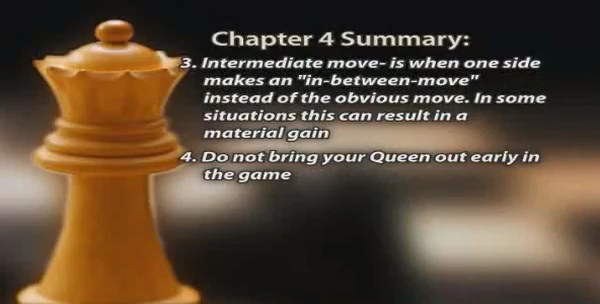 Chapter 4 Summary:
3. Intermediate move- is when one side
makes an "in-between-move"
instead of the obvious move. In some
situations this can result in a
material gain
4. Do not bring your Queen out early in
the game